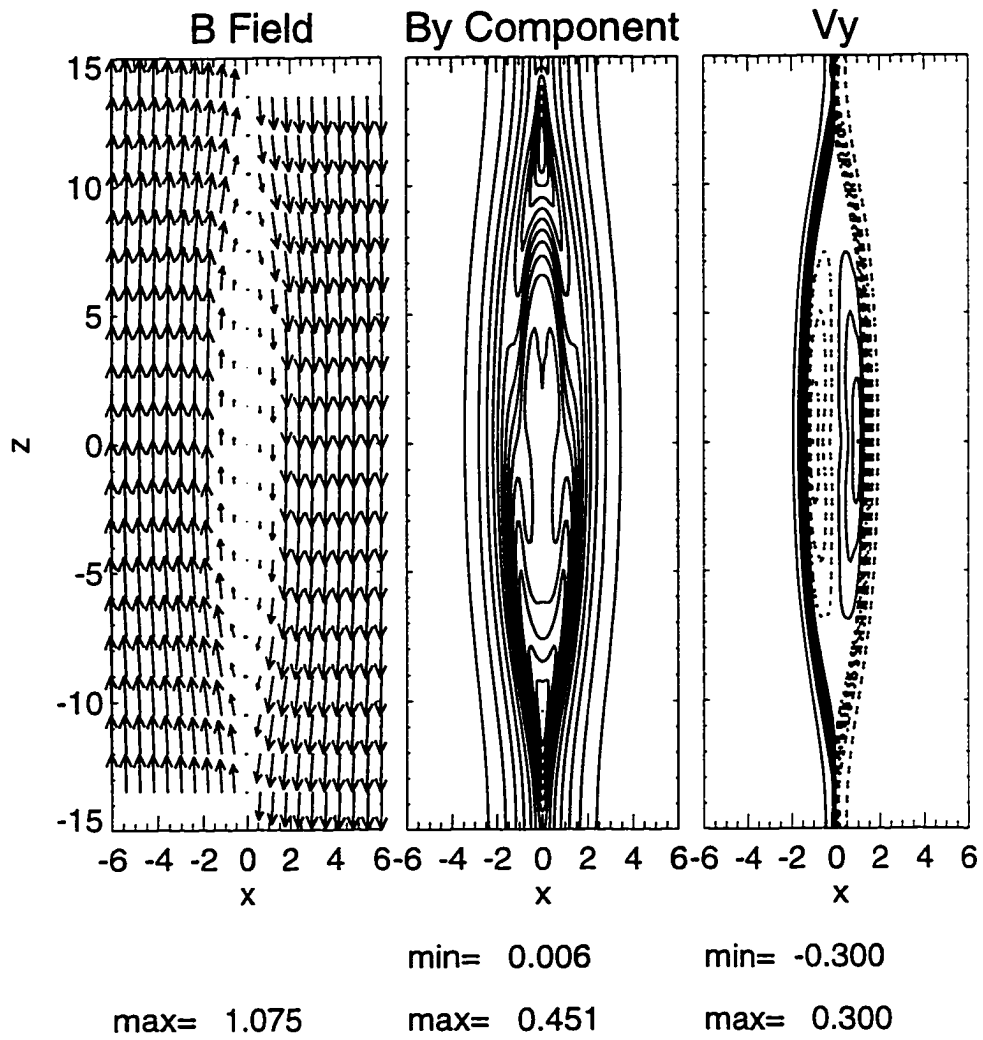 B Field By Component Vy
15
10
5
0
-5
-10
-15
z
-6 -4 -2 0 2 4 6 -6 -4 -2 0 2 4 6 -6 -4 -2 0 2 4 6
x x x
min= 0.006 min= -0.300
max= 1.075 max= 0.451 max= 0.300